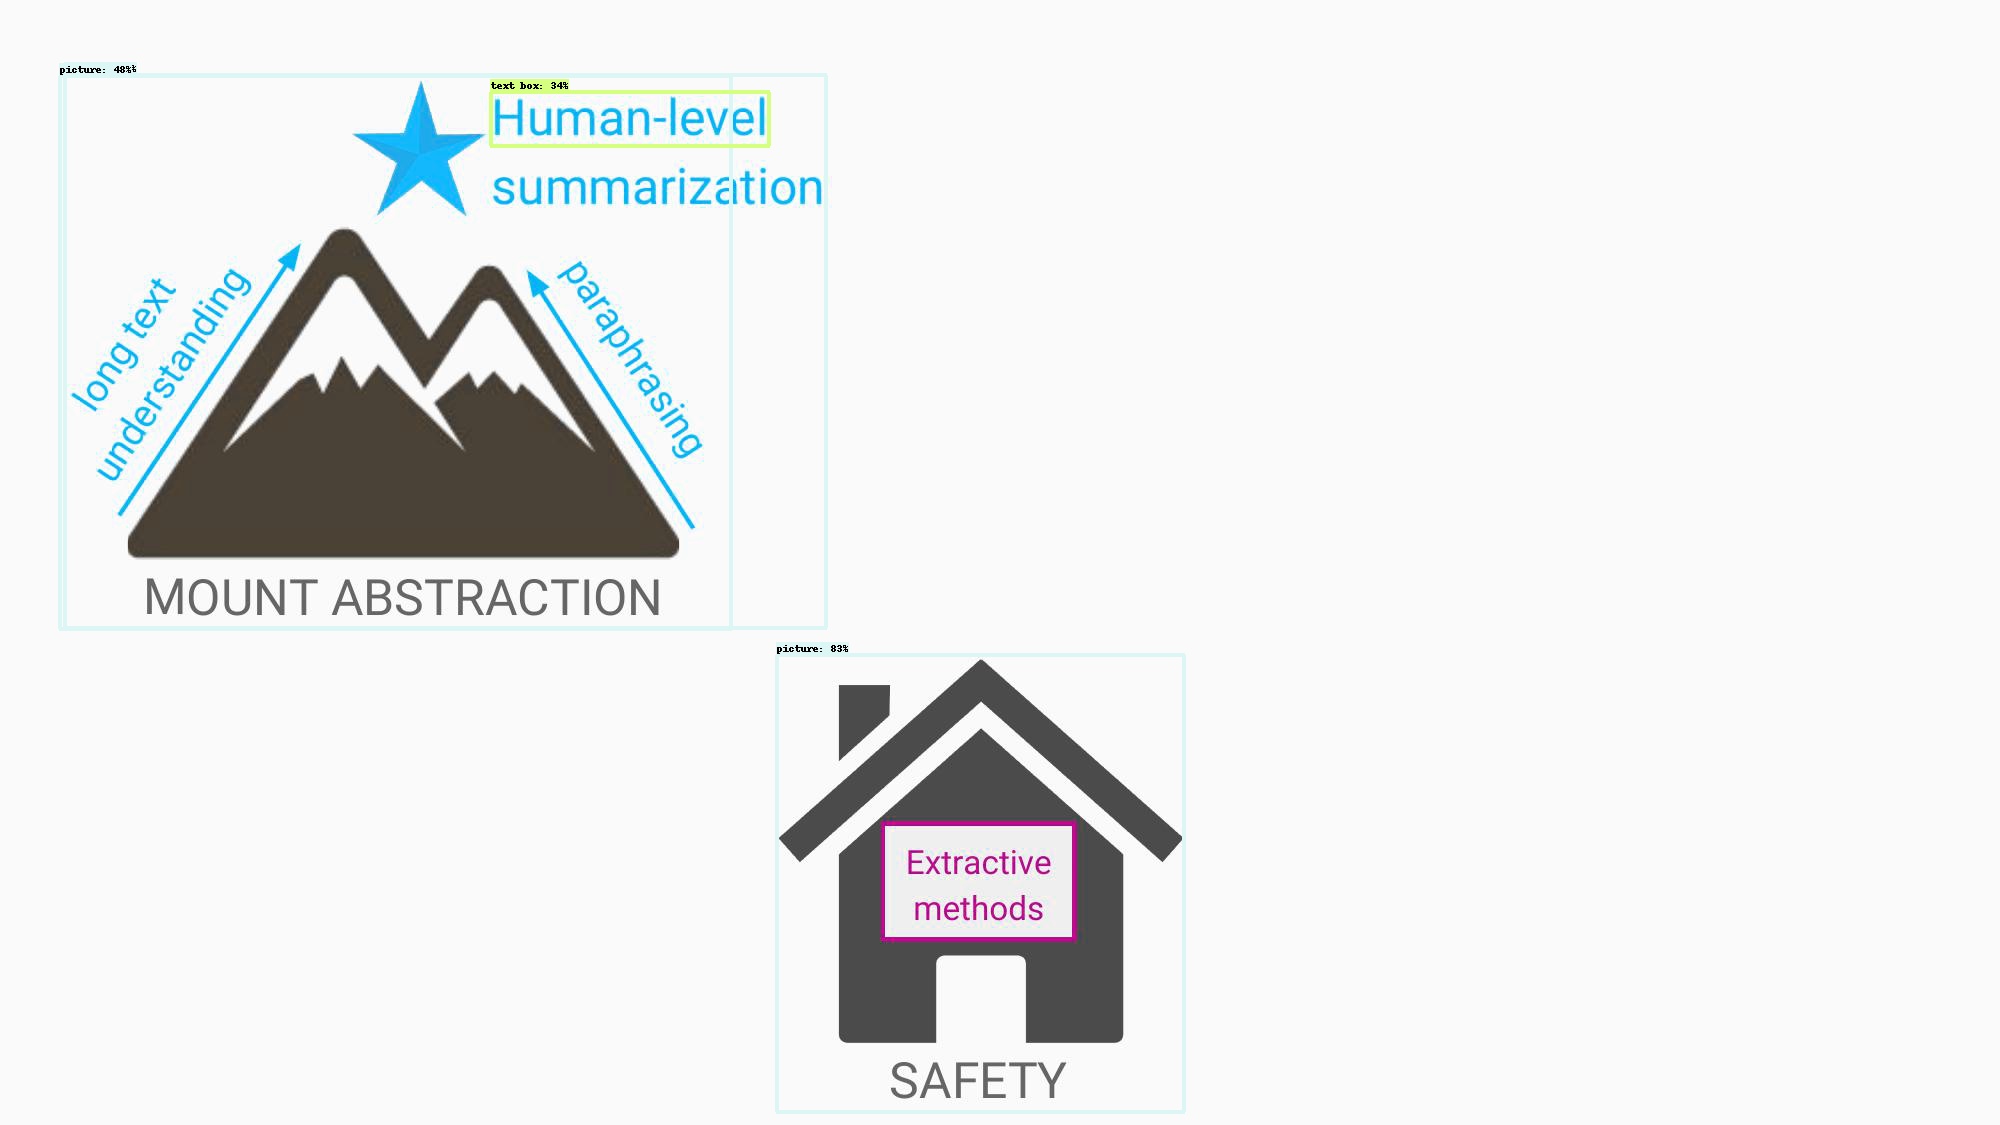 picture: 48%%
text box: 34%
Human-level
summarization
long text
understanding
paraphrasing
MOUNT ABSTRACTION
picture: 83%
Extractive
methods
SAFETY